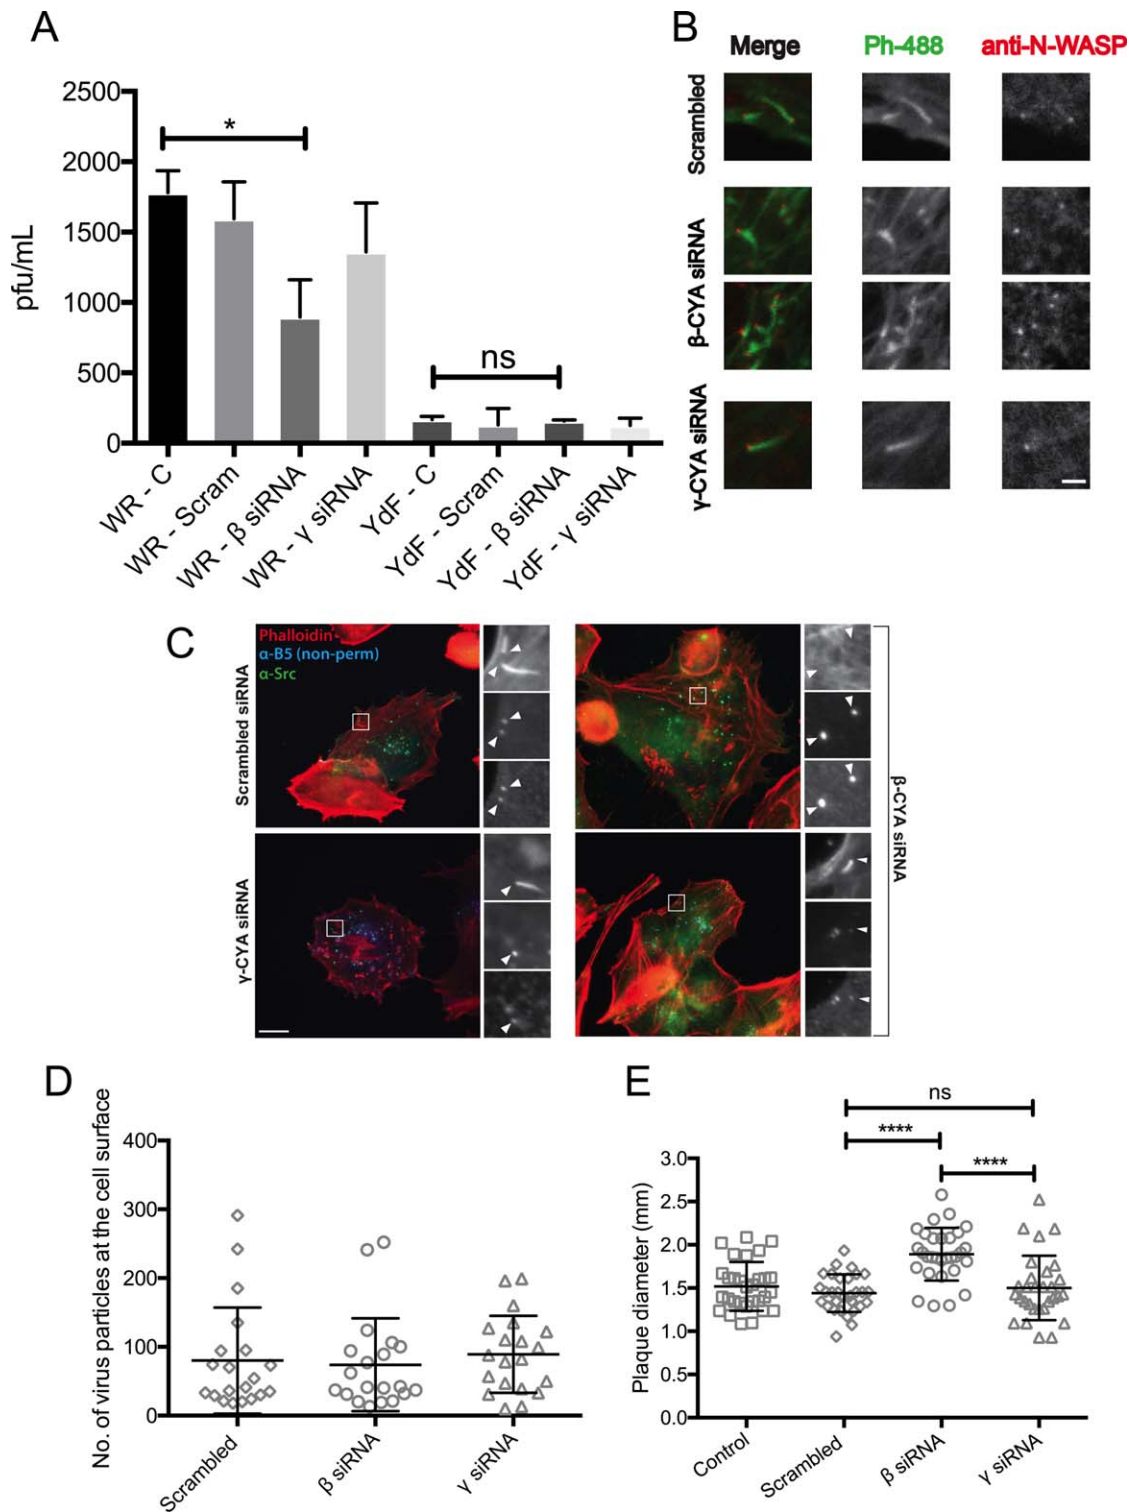 A
2500
2000
1500
1000
500
0
pfu/mL
*
ns
WR - C
WR - Scram
WR - β siRNA
WR - γ siRNA
YdF - C
YdF - Scram
YdF - β siRNA
YdF - γ siRNA
B
Merge
Ph-488
anti-N-WASP
Scrambled
β-CYA siRNA
γ-CYA siRNA
C
Phalloidin
α-B5 (non-perm)
α-Src
Scrambled siRNA
γ-CYA siRNA
β-CYA siRNA
D
No. of virus particles at the cell surface
400
300
200
100
0
Scrambled
β siRNA
γ siRNA
E
ns
****
****
Plaque diameter (mm)
3.0
2.5
2.0
1.5
1.0
0.5
0.0
Control
Scrambled
β siRNA
γ siRNA